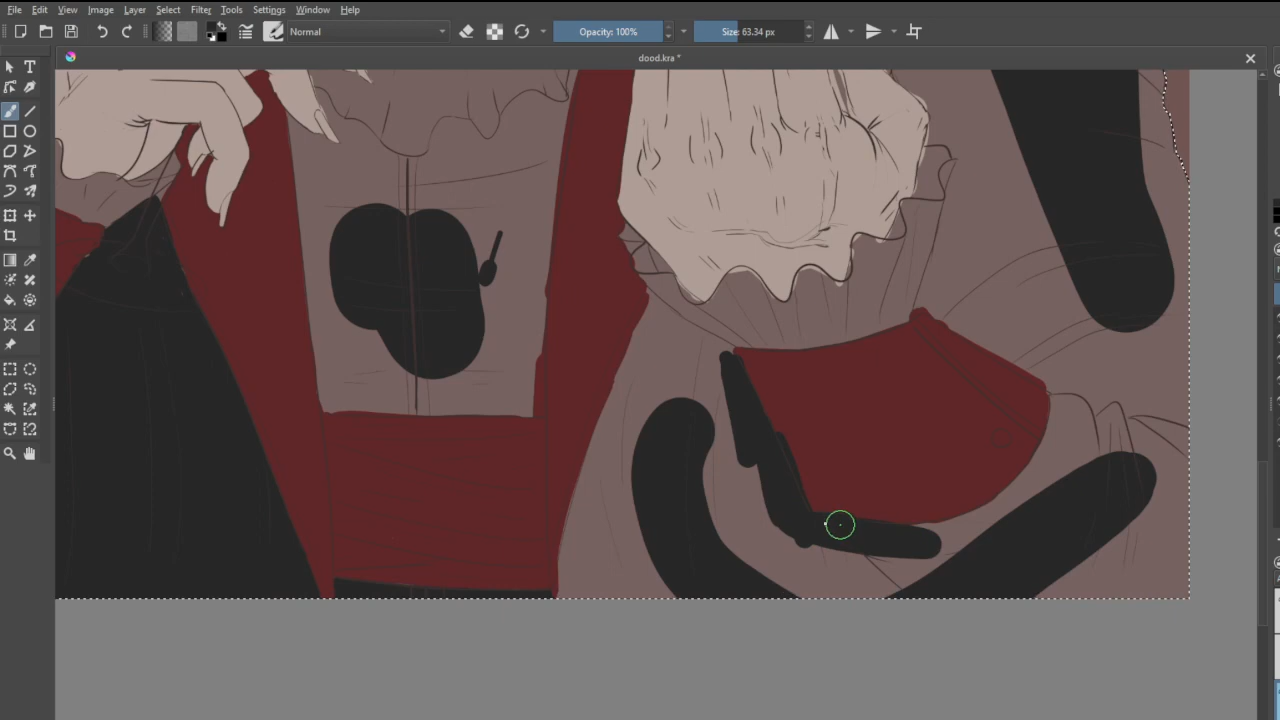 File Edit View Image Layer Select Filter Tools Settings Window Help
Normal Opacity: 100% Size: 63.34 px
dood.kra *